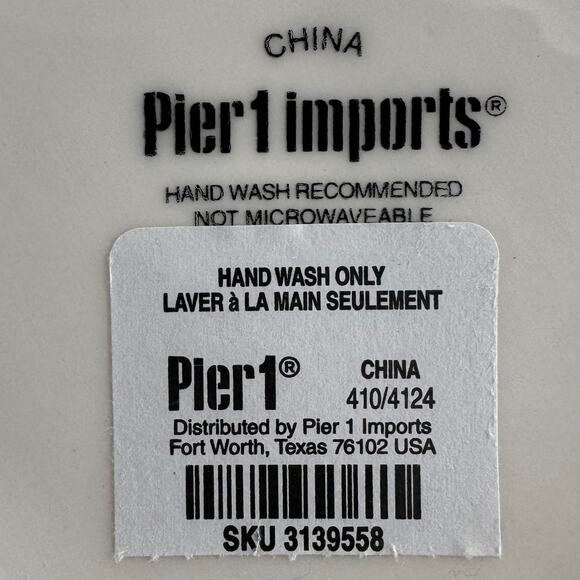 CHINA
Pier1 imports®
HAND WASH RECOMMENDED
NOT MICROWAVEABLE
HAND WASH ONLY
LAVER à LA MAIN SEULEMENT
Pier1® CHINA
410/4124
Distributed by Pier 1 Imports
Fort Worth, Texas 76102 USA
SKU 3139558